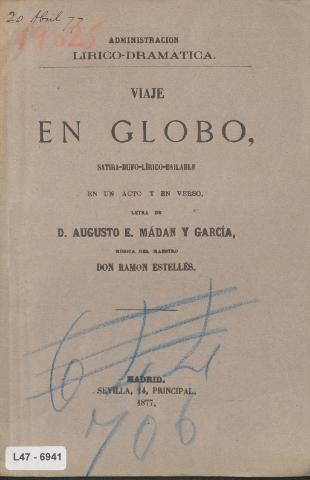 20 Abril 77
19025
ADMINISTRACION
LIRICO-DRAMATICA.
VIAJE
EN GLOBO,
SATIRA-BUFO-LÍRICO-BAILABLE
EN UN ACTO Y EN VERSO,
LETRA DE
D. AUGUSTO E. MÁDAN Y GARCÍA,
MÚSICA DEL MAESTRO
DON RAMON ESTELLÉS.
MADRID.
SEVILLA, 14, PRINCIPAL.
1877.
706
L47 - 6941